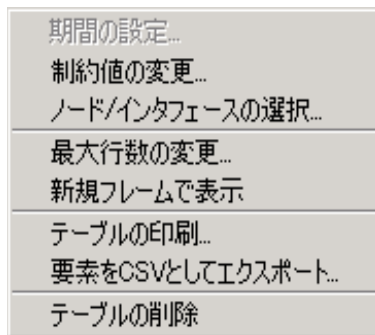 期間の設定...
制約値の変更...
ノード/インタフェースの選択...
最大行数の変更...
新規フレームで表示
テーブルの印刷...
要素をCSVとしてエクスポート...
テーブルの削除